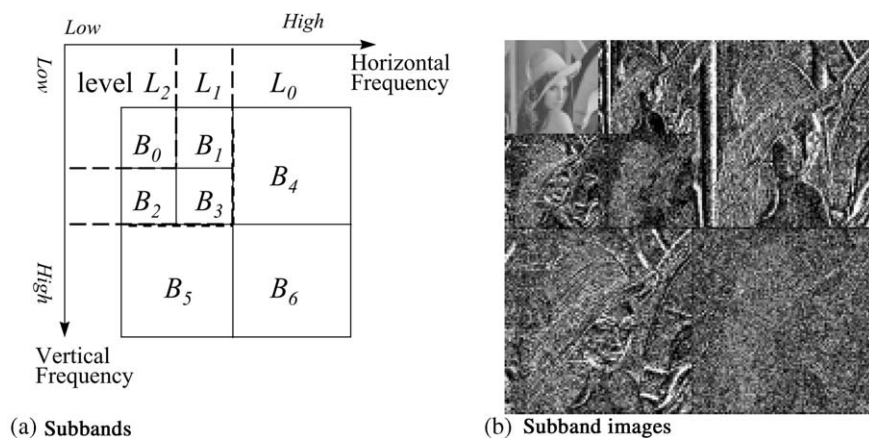 Low
High
Horizontal
Frequency
Low
level L2 L1 L0
B0 B1
B4
B2 B3
High
B5 B6
Vertical
Frequency
(a) Subbands
(b) Subband images